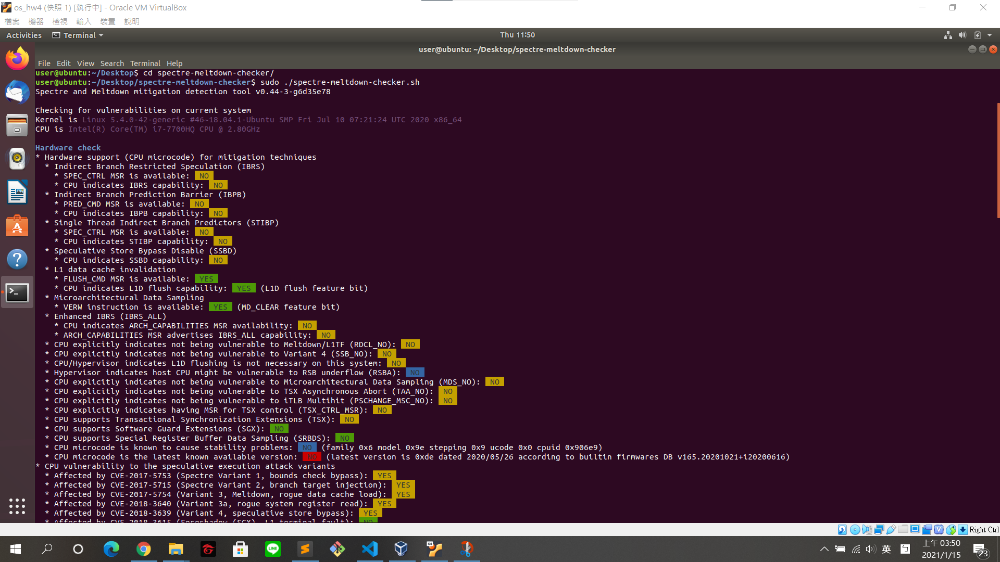 os_hw4 (快照 1) [執行中] - Oracle VM VirtualBox
檔案 機器 檢視 輸入 裝置 說明
Activities Terminal Thu 11:50
user@ubuntu: ~/Desktop/spectre-meltdown-checker
File Edit View Search Terminal Help
user@ubuntu:~/Desktop$ cd spectre-meltdown-checker/
user@ubuntu:~/Desktop/spectre-meltdown-checker$ sudo ./spectre-meltdown-checker.sh
Spectre and Meltdown mitigation detection tool v0.44-3-g6d35e78
Checking for vulnerabilities on current system
Kernel is Linux 5.4.0-42-generic #46~18.04.1-Ubuntu SMP Fri Jul 10 07:21:24 UTC 2020 x86_64
CPU is Intel(R) Core(TM) i7-7700HQ CPU @ 2.80GHz
Hardware check
* Hardware support (CPU microcode) for mitigation techniques
* Indirect Branch Restricted Speculation (IBRS)
* SPEC_CTRL MSR is available: NO
* CPU indicates IBRS capability: NO
* Indirect Branch Prediction Barrier (IBPB)
* PRED_CMD MSR is available: NO
* CPU indicates IBPB capability: NO
* Single Thread Indirect Branch Predictors (STIBP)
* SPEC_CTRL MSR is available: NO
* CPU indicates STIBP capability: NO
* Speculative Store Bypass Disable (SSBD)
* CPU indicates SSBD capability: NO
* L1 data cache invalidation
* FLUSH_CMD MSR is available: YES
* CPU indicates L1D flush capability: YES (L1D flush feature bit)
* Microarchitectural Data Sampling
* VERW instruction is available: YES (MD_CLEAR feature bit)
* Enhanced IBRS (IBRS_ALL)
* CPU indicates ARCH_CAPABILITIES MSR availability: NO
* ARCH_CAPABILITIES MSR advertises IBRS_ALL capability: NO
* CPU explicitly indicates not being vulnerable to Meltdown/L1TF (RDCL_NO): NO
* CPU explicitly indicates not being vulnerable to Variant 4 (SSB_NO): NO
* CPU/Hypervisor indicates L1D flushing is not necessary on this system: NO
* Hypervisor indicates host CPU might be vulnerable to RSB underflow (RSBA): NO
* CPU explicitly indicates not being vulnerable to Microarchitectural Data Sampling (MDS_NO): NO
* CPU explicitly indicates not being vulnerable to TSX Asynchronous Abort (TAA_NO): NO
* CPU explicitly indicates not being vulnerable to iTLB Multihit (PSCHANGE_MSC_NO): NO
* CPU explicitly indicates having MSR for TSX control (TSX_CTRL_MSR): NO
* CPU supports Transactional Synchronization Extensions (TSX): NO
* CPU supports Software Guard Extensions (SGX): NO
* CPU supports Special Register Buffer Data Sampling (SRBDS): NO
* CPU microcode is known to cause stability problems: NO (family 0x6 model 0x9e stepping 0x9 ucode 0x0 cpuid 0x906e9)
* CPU microcode is the latest known available version: NO (latest version is 0xde dated 2020/05/26 according to builtin firmwares DB v165.20201021+i20200616)
* CPU vulnerability to the speculative execution attack variants
* Affected by CVE-2017-5753 (Spectre Variant 1, bounds check bypass): YES
* Affected by CVE-2017-5715 (Spectre Variant 2, branch target injection): YES
* Affected by CVE-2017-5754 (Variant 3, Meltdown, rogue data cache load): YES
* Affected by CVE-2018-3640 (Variant 3a, rogue system register read): YES
* Affected by CVE-2018-3639 (Variant 4, speculative store bypass): YES
* Affected by CVE-2018-3615 (Foreshadow (SGX), L1 terminal fault): NO
Right Ctrl
LINE
64
英
上午 03:50
2021/1/15
23